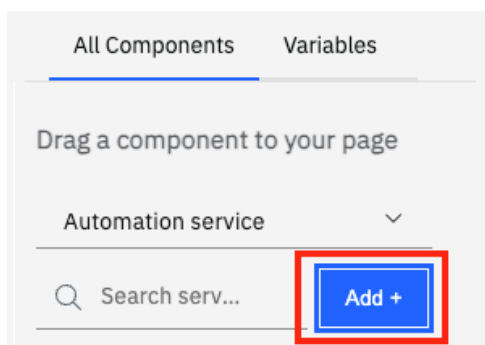 All Components Variables
Drag a component to your page
Automation service
Search serv... Add +